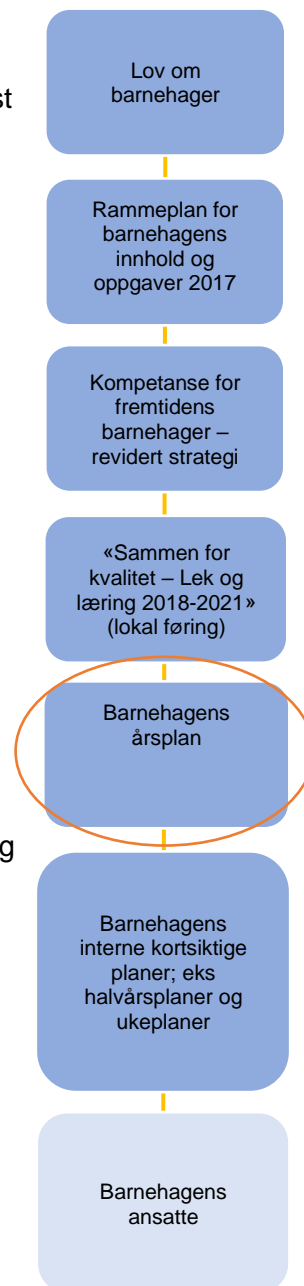 Lov om
barnehager
st
Rammeplan for
barnehagens
innhold og
oppgaver 2017
Kompetanse for
fremtidens
barnehager –
revidert strategi
«Sammen for
kvalitet – Lek og
læring 2018-2021»
(lokal føring)
Barnehagens
årsplan
g
Barnehagens
interne kortsiktige
planer; eks
halvårsplaner og
ukeplaner
Barnehagens
ansatte